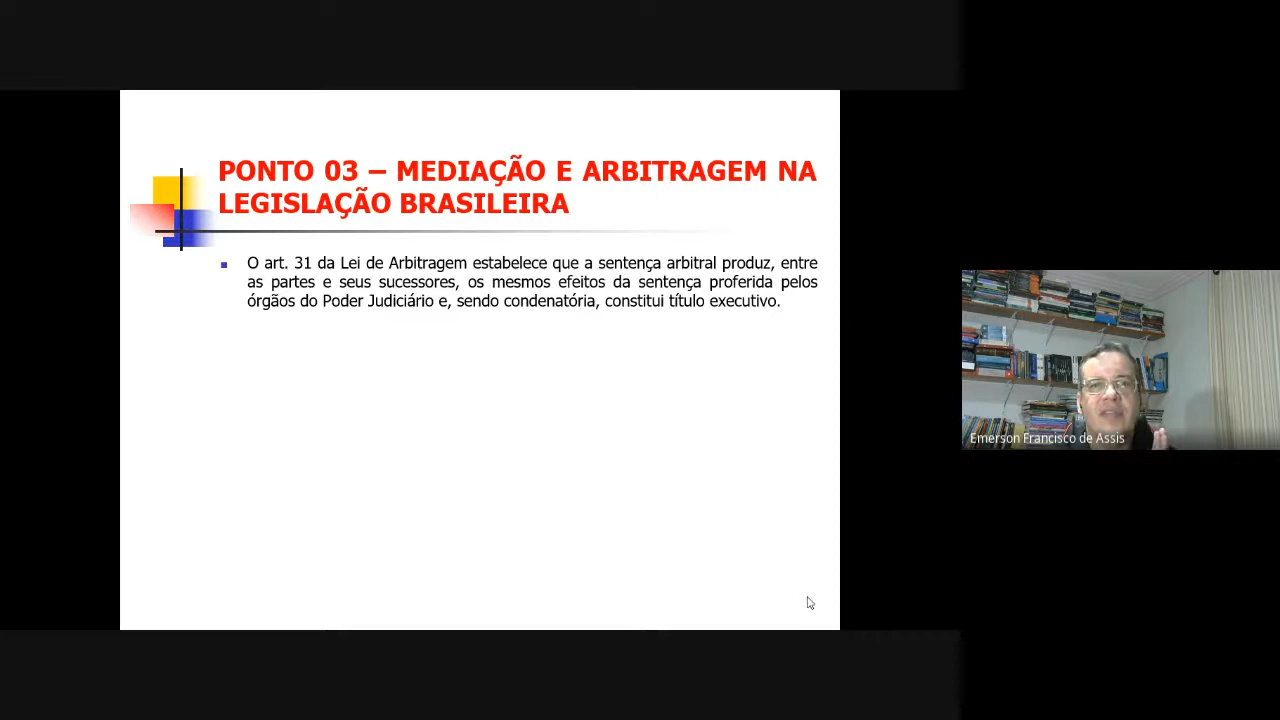 PONTO 03 – MEDIAÇÃO E ARBITRAGEM NA
LEGISLAÇÃO BRASILEIRA
O art. 31 da Lei de Arbitragem estabelece que a sentença arbitral produz, entre
as partes e seus sucessores, os mesmos efeitos da sentença proferida pelos
órgãos do Poder Judiciário e, sendo condenatória, constitui título executivo.
Emerson Francisco de Assis